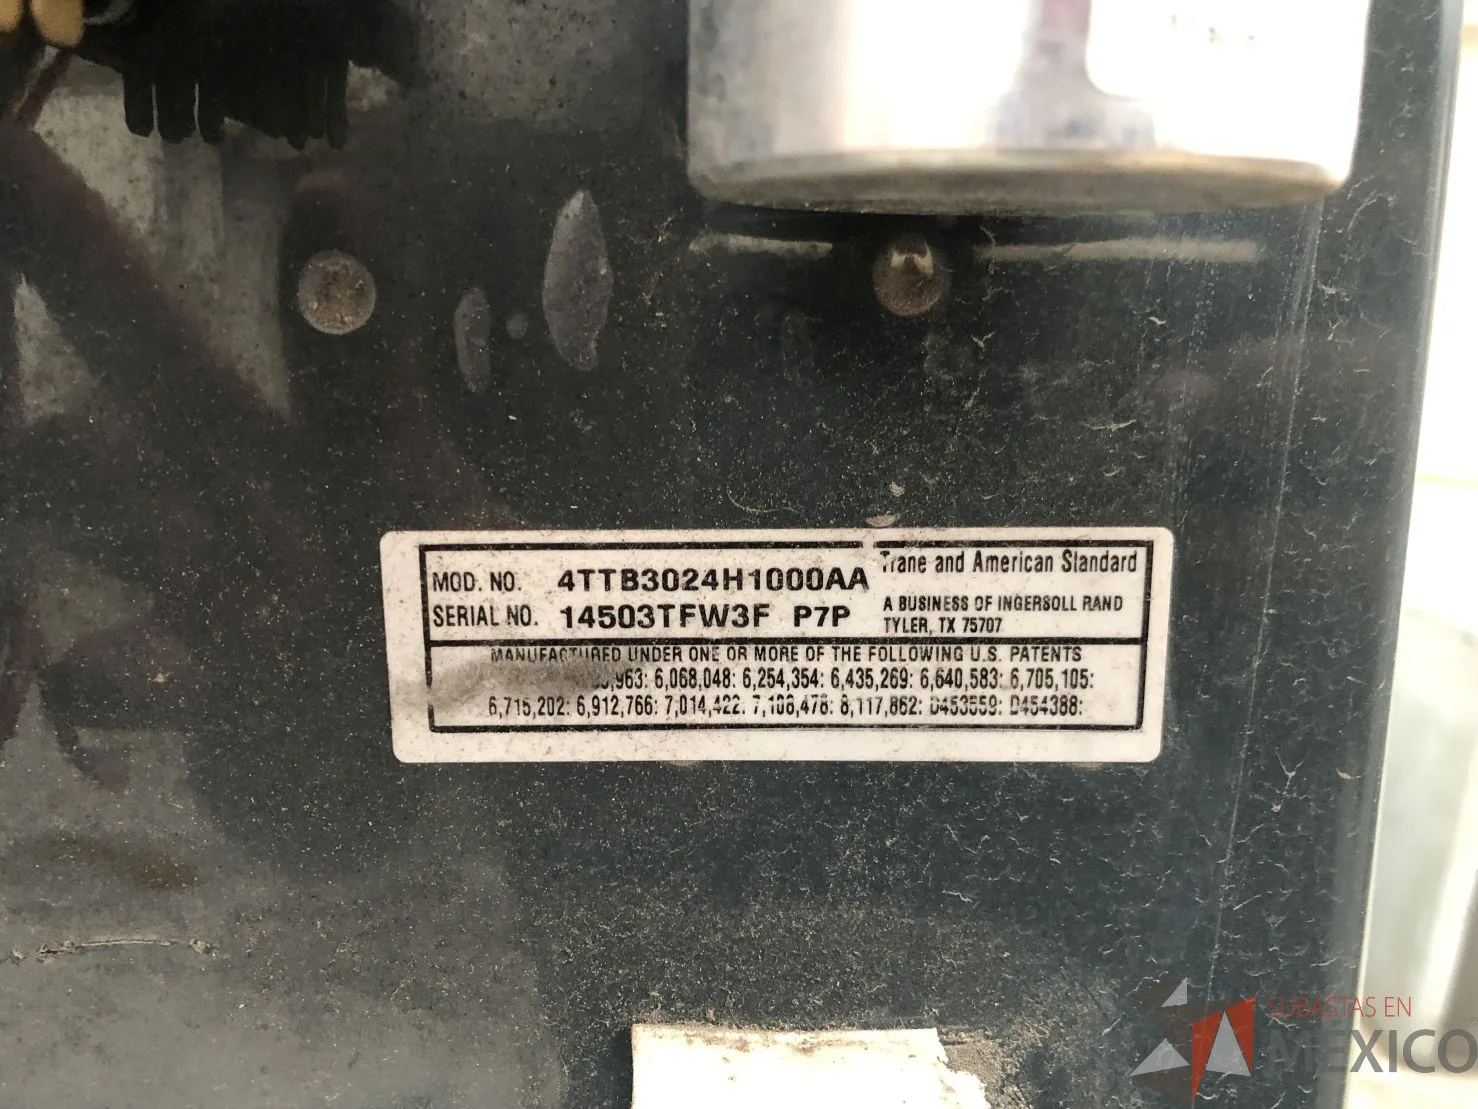 MOD. NO. 4TTB3024H1000AA
SERIAL NO. 14503TFW3F P7P
Trane and American Standard
A BUSINESS OF INGERSOLL RAND
TYLER, TX 75707
MANUFACTURED UNDER ONE OR MORE OF THE FOLLOWING U.S. PATENTS
963: 6,068,048: 6,254,354: 6,435,269: 6,640,583: 6,705,105:
6,715,202: 6,912,766: 7,014,422: 7,106,478: 8,117,862: D453559: D454388:
SUBASTAS EN
MEXICO